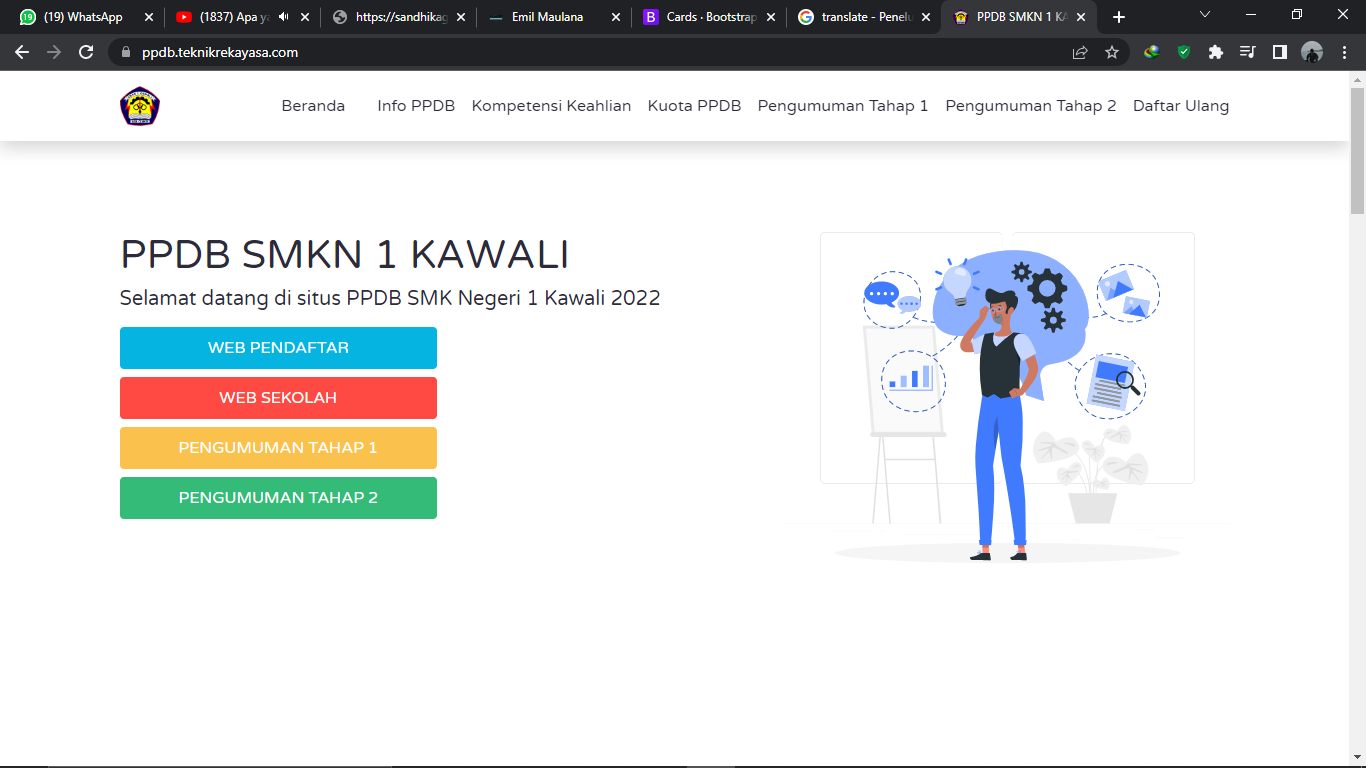 (19) WhatsApp
(1837) Apa ya
https://sandhikag
Emil Maulana
Cards · Bootstrap
translate - Penelu
PPDB SMKN 1 KA
ppdb.teknikrekayasa.com
Beranda Info PPDB Kompetensi Keahlian Kuota PPDB Pengumuman Tahap 1 Pengumuman Tahap 2 Daftar Ulang
PPDB SMKN 1 KAWALI
Selamat datang di situs PPDB SMK Negeri 1 Kawali 2022
WEB PENDAFTAR
WEB SEKOLAH
PENGUMUMAN TAHAP 1
PENGUMUMAN TAHAP 2